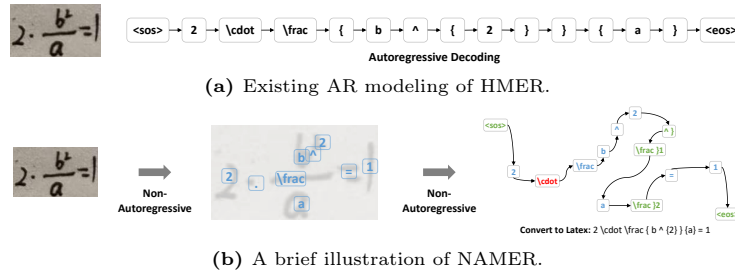 2 · b² / a = 1
<sos> 2 \cdot \frac { b ^ { 2 } } { a } <eos>
Autoregressive Decoding
(a) Existing AR modeling of HMER.
2 · b² / a = 1
Non-Autoregressive
2 . \frac b ^ 2 a = 1
Non-Autoregressive
<sos> 2 \cdot \frac b ^ 2 ^ } \frac }1 a \frac }2 = 1 <eos>
Convert to Latex: 2 \cdot \frac { b ^ {2} } {a} = 1
(b) A brief illustration of NAMER.